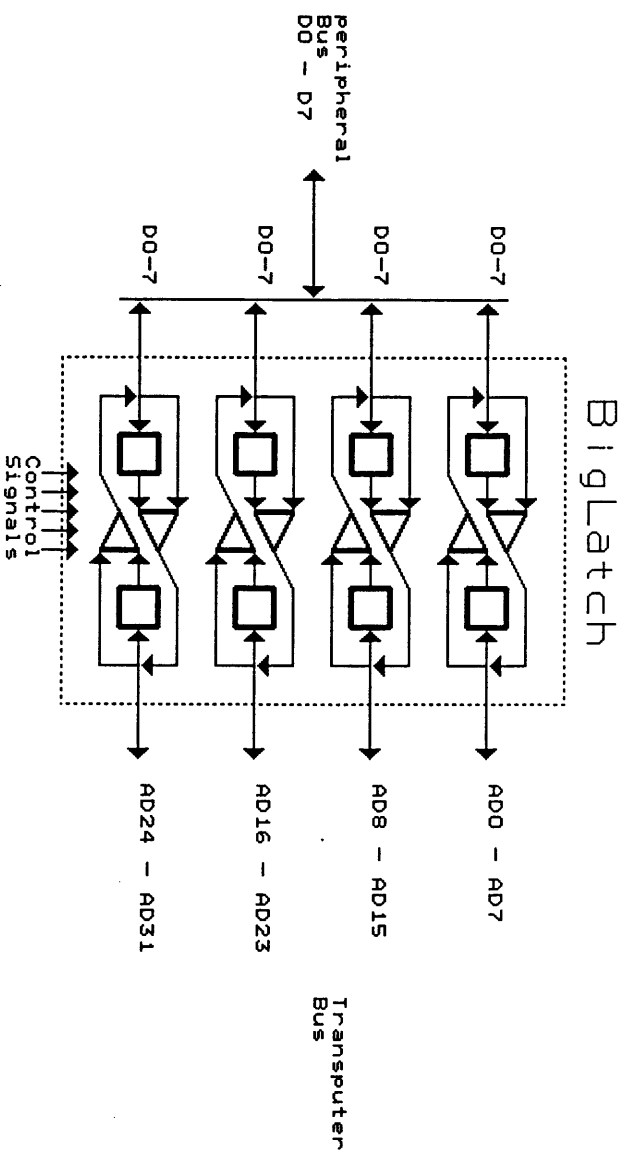 BigLatch
peripheral
Bus
D0 - D7
D0-7
D0-7
D0-7
D0-7
AD0 - AD7
AD8 - AD15
AD16 - AD23
AD24 - AD31
Transputer
Bus
Control
Signals